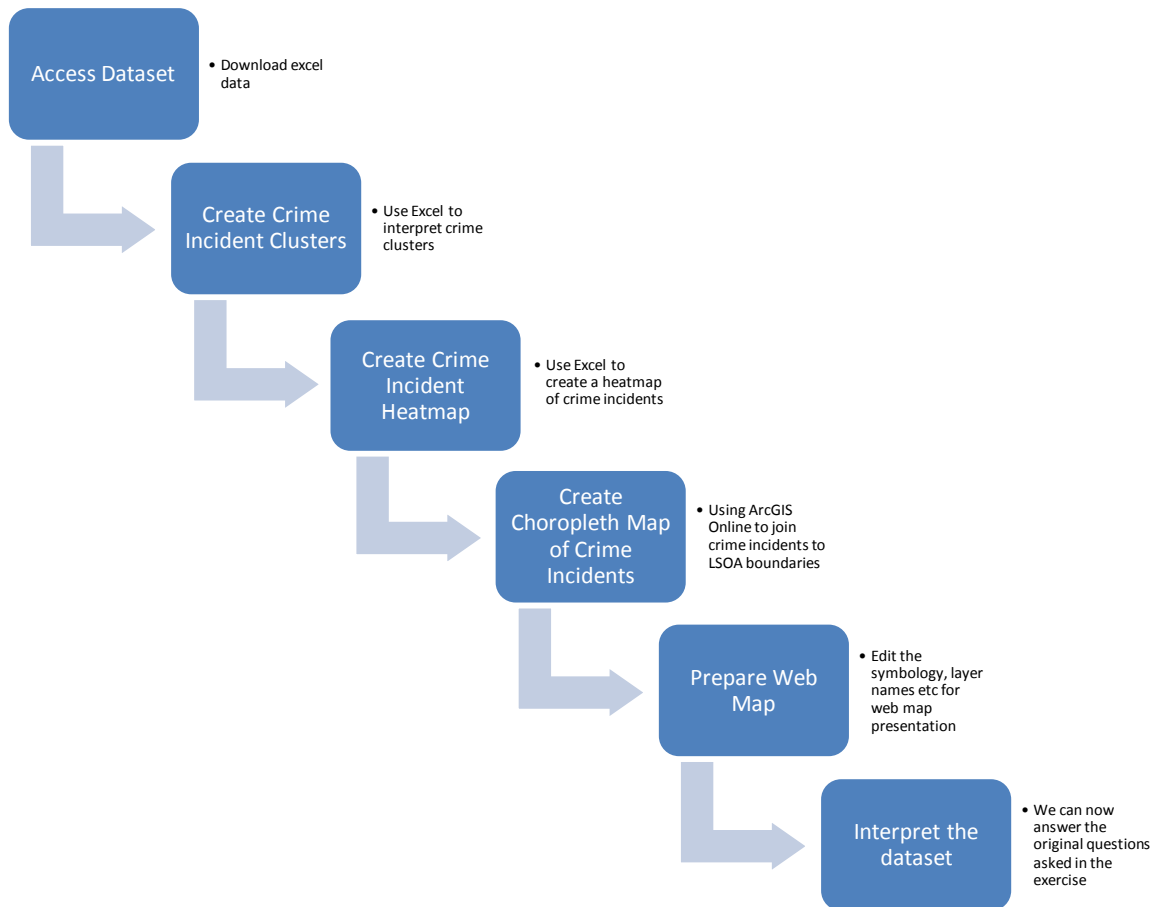 Access Dataset
• Download excel
data
Create Crime
Incident Clusters
• Use Excel to
interpret crime
clusters
Create Crime
Incident
Heatmap
• Use Excel to
create a heatmap
of crime incidents
Create
Choropleth Map
of Crime
Incidents
• Using ArcGIS
Online to join
crime incidents to
LSOA boundaries
Prepare Web
Map
• Edit the
symbology, layer
names etc for
web map
presentation
Interpret the
dataset
• We can now
answer the
original questions
asked in the
exercise